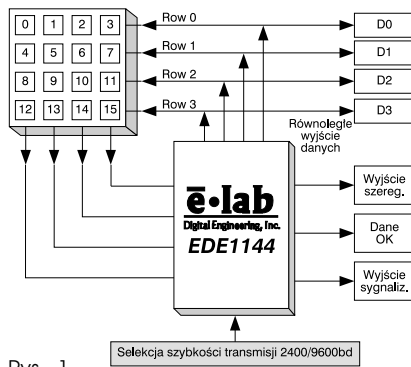 0 1 2 3
Row 0
D0
4 5 6 7
Row 1
D1
8 9 10 11
Row 2
D2
12 13 14 15
Row 3
D3
Równoległe
wyjście
danych
e•lab
Digital Engineering, Inc.
EDE1144
Wyjście
szereg.
Dane
OK
Wyjście
sygnaliz.
Selekcja szybkości transmisji 2400/9600bd
Rys. 1